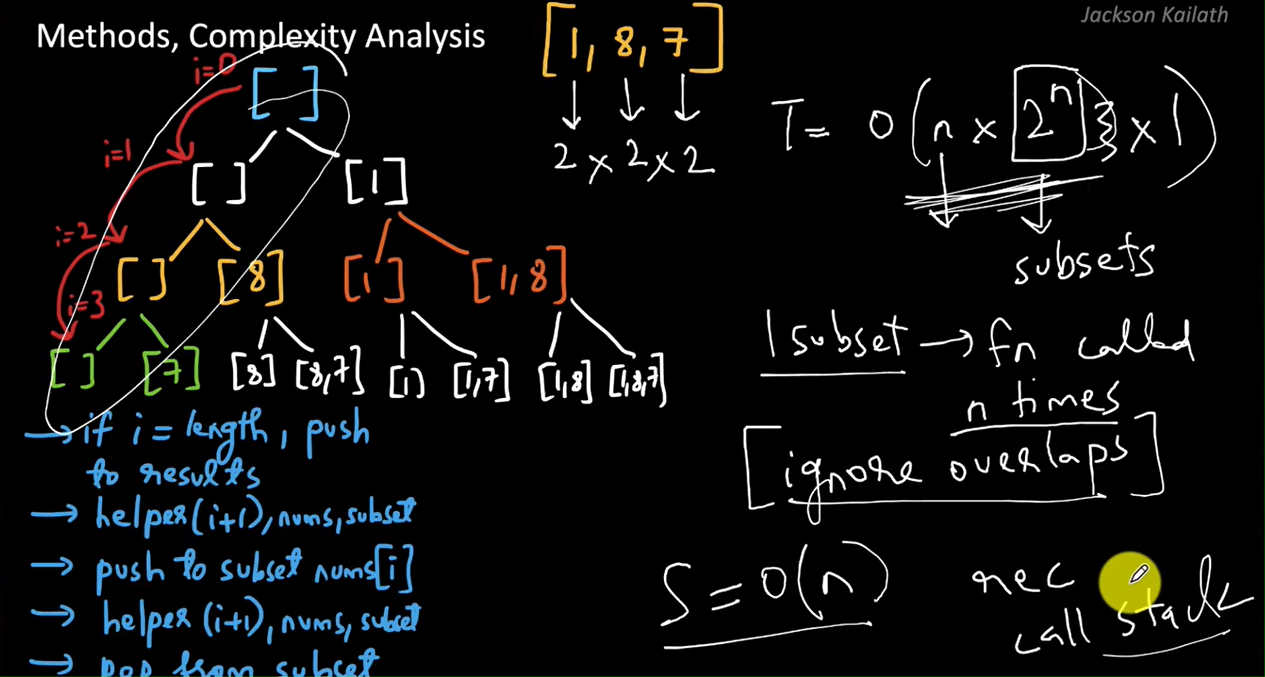 Jackson Kailath
Methods, Complexity Analysis
[1, 8, 7]
2 x 2 x 2
i=0
[ ]
i=1
[ ] [1]
i=2
[ ] [8] [1] [1,8]
i=3
[ ] [7] [8] [8,7] [1] [1,7] [1,8] [1,8,7]
→ if i = length, push
to results
→ helper(i+1), nums, subset
→ push to subset nums[i]
→ helper (i+1), nums, subset
→ pop from subset
T = O(n x 2ⁿ x 1)
subsets
1 subset → fn called
n times
[ignore overlaps]
S = O(n) rec
call stack